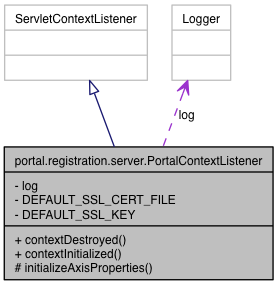 ServletContextListener
Logger
log
portal.registration.server.PortalContextListener
- log
- DEFAULT_SSL_CERT_FILE
- DEFAULT_SSL_KEY
+ contextDestroyed()
+ contextInitialized()
# initializeAxisProperties()